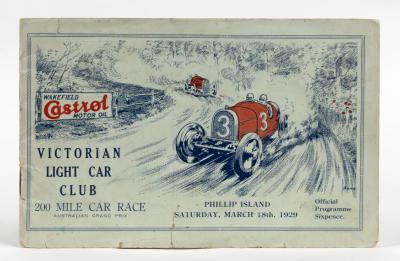 WAKEFIELD
Castrol
MOTOR OIL
3
3
VICTORIAN
LIGHT CAR
CLUB
200 MILE CAR RACE
AUSTRALIAN GRAND PRIX
PHILLIP ISLAND
SATURDAY, MARCH 18th. 1929
Official
Programme
Sixpence.